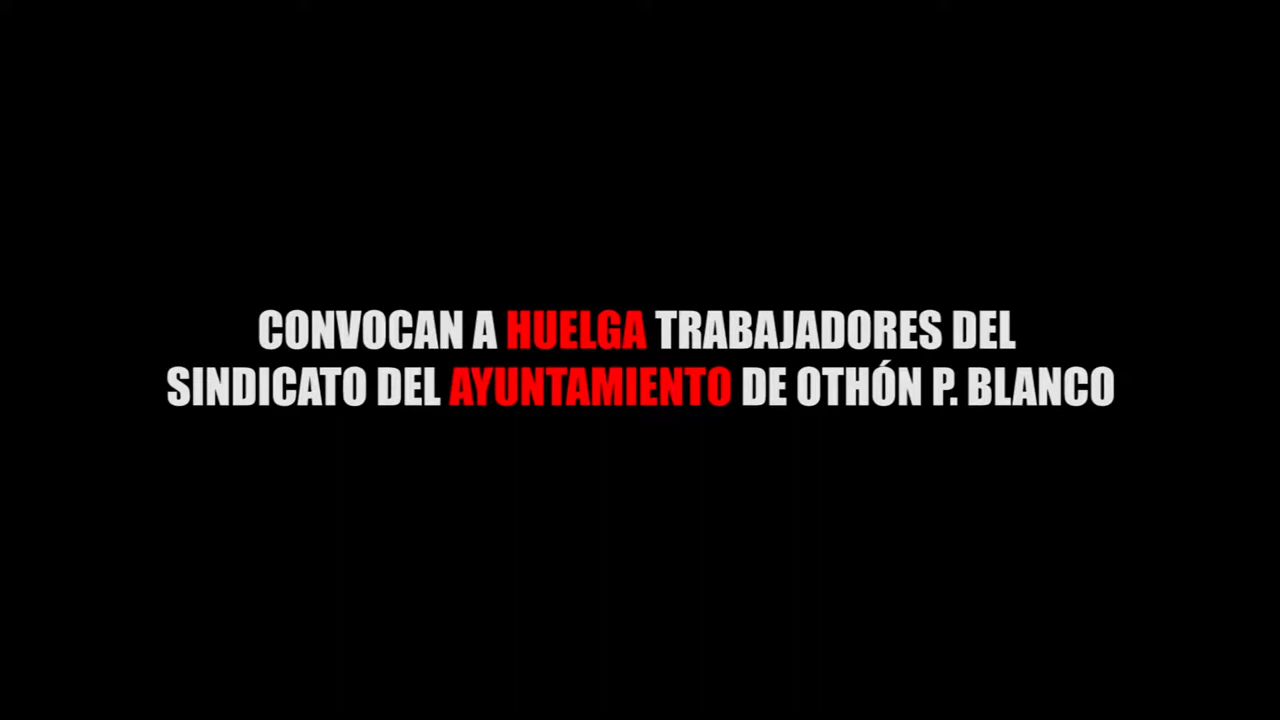 CONVOCAN A HUELGA TRABAJADORES DEL
SINDICATO DEL AYUNTAMIENTO DE OTHÓN P. BLANCO